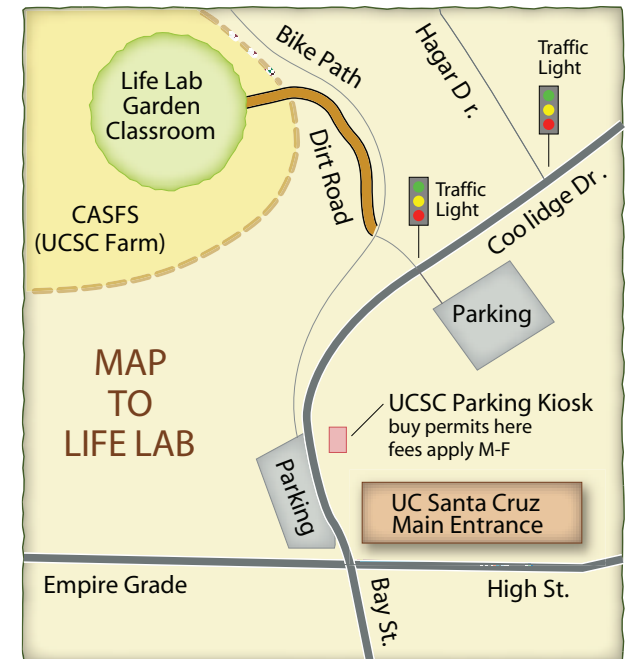 Bike Path
Hagar Dr.
Traffic
Light
Life Lab
Garden
Classroom
Dirt Road
Traffic
Light
Coolidge Dr.
CASFS
(UCSC Farm)
Parking
MAP
TO
LIFE LAB
UCSC Parking Kiosk
buy permits here
fees apply M-F
Parking
UC Santa Cruz
Main Entrance
Empire Grade
Bay St.
High St.